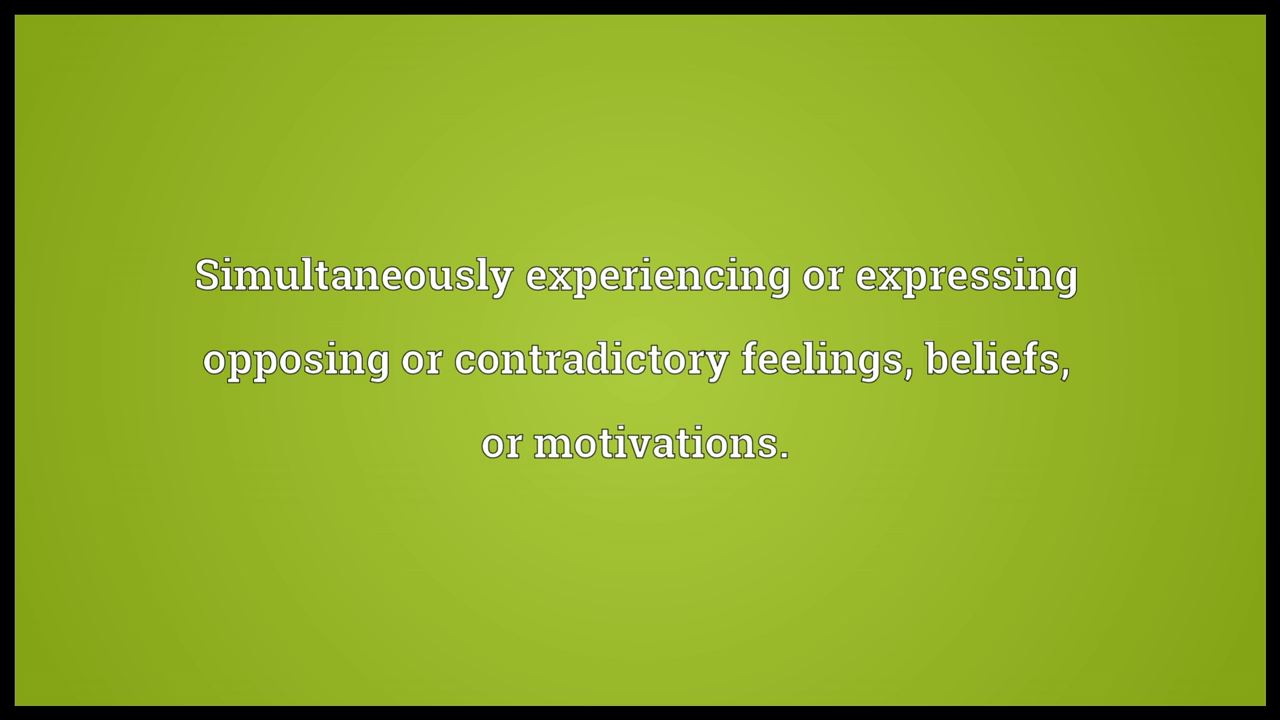 Simultaneously experiencing or expressing
opposing or contradictory feelings, beliefs,
or motivations.